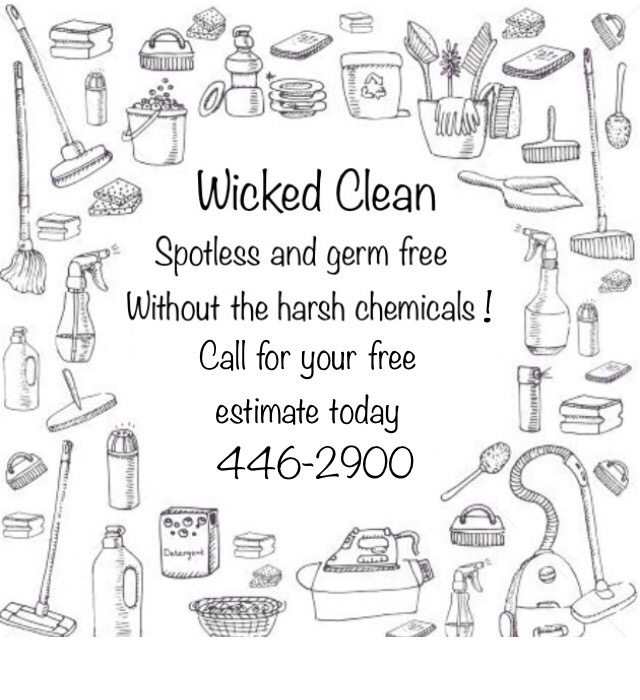 Wicked Clean
Spotless and germ free
Without the harsh chemicals !
Call for your free
estimate today
446-2900
Detergent